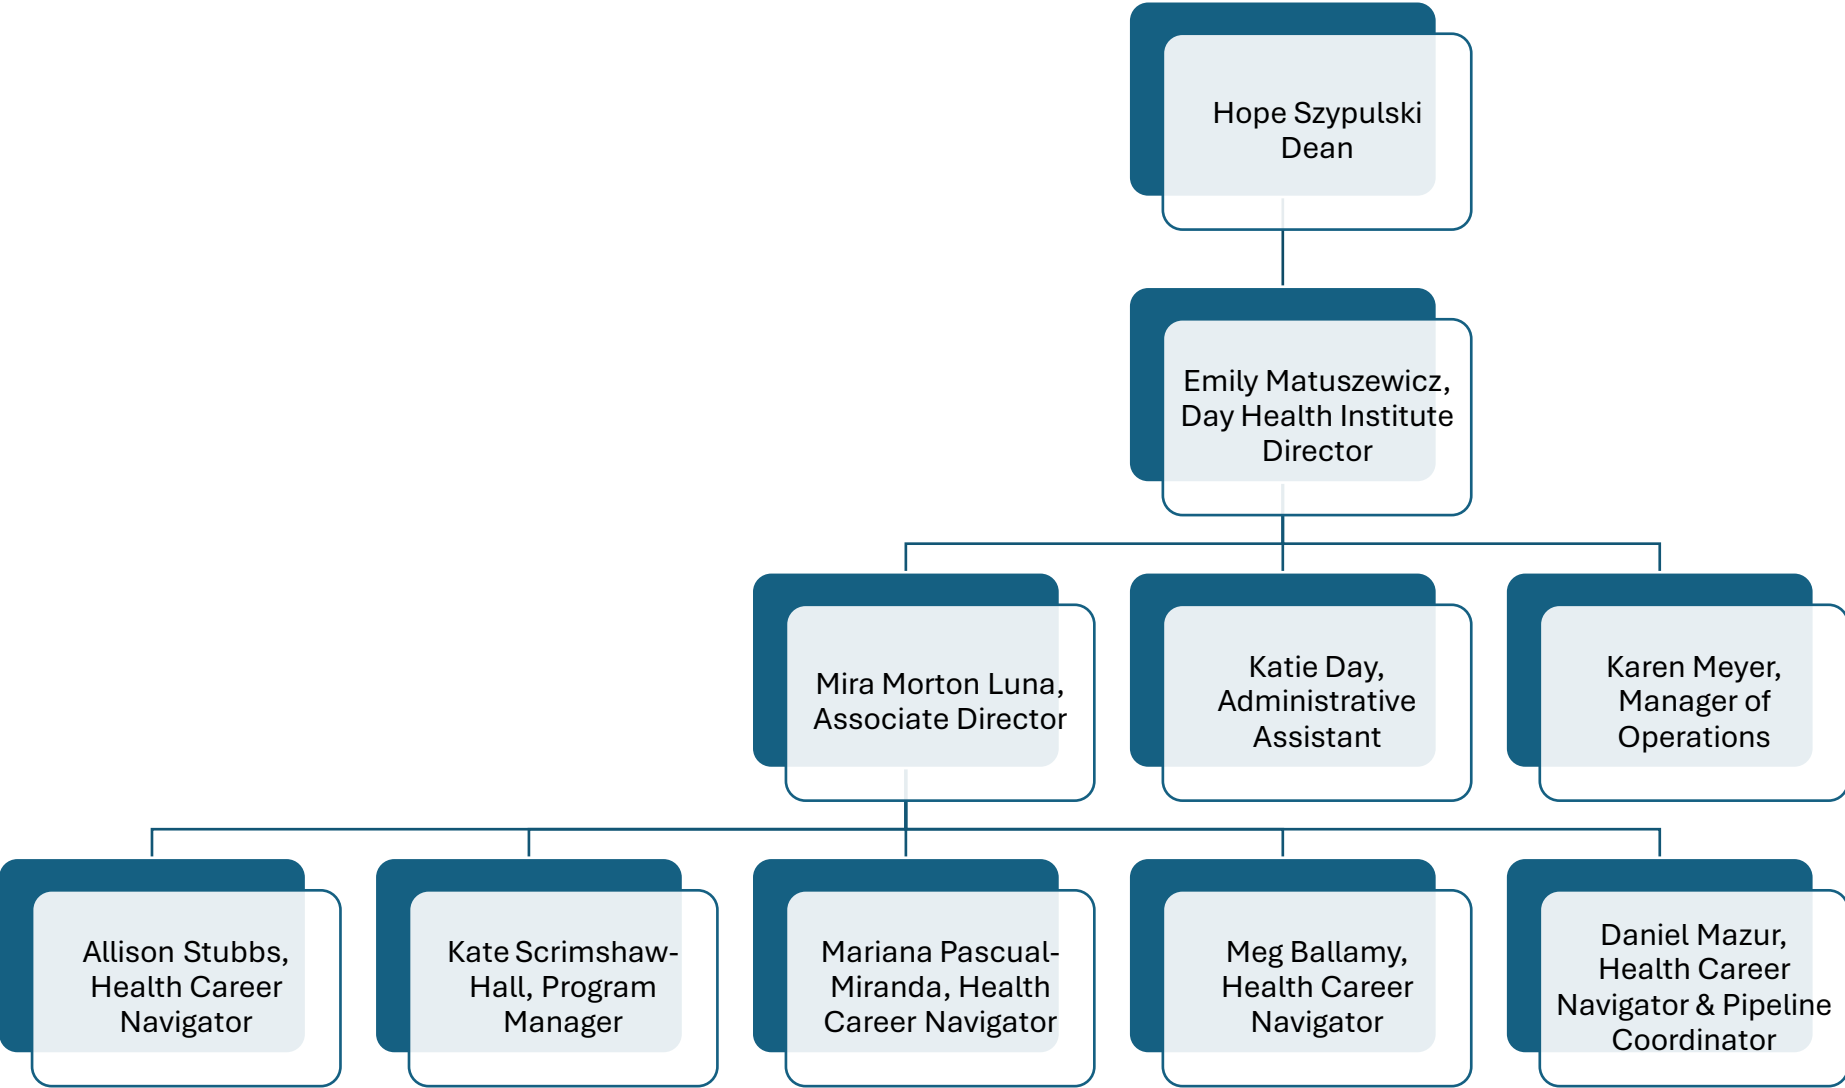 Hope Szypulski
Dean
Emily Matuszewicz,
Day Health Institute
Director
Mira Morton Luna,
Associate Director
Katie Day,
Administrative
Assistant
Karen Meyer,
Manager of
Operations
Allison Stubbs,
Health Career
Navigator
Kate Scrimshaw-
Hall, Program
Manager
Mariana Pascual-
Miranda, Health
Career Navigator
Meg Ballamy,
Health Career
Navigator
Daniel Mazur,
Health Career
Navigator & Pipeline
Coordinator